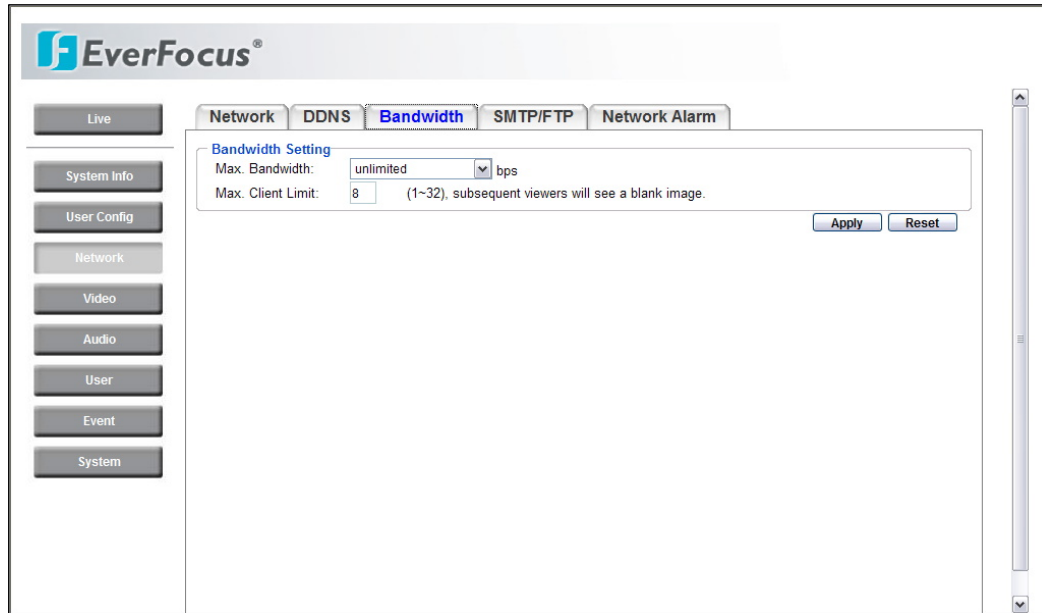 EverFocus®
Live
System Info
User Config
Network
Video
Audio
User
Event
System
Network DDNS Bandwidth SMTP/FTP Network Alarm
Bandwidth Setting
Max. Bandwidth: unlimited bps
Max. Client Limit: 8 (1~32), subsequent viewers will see a blank image.
Apply Reset